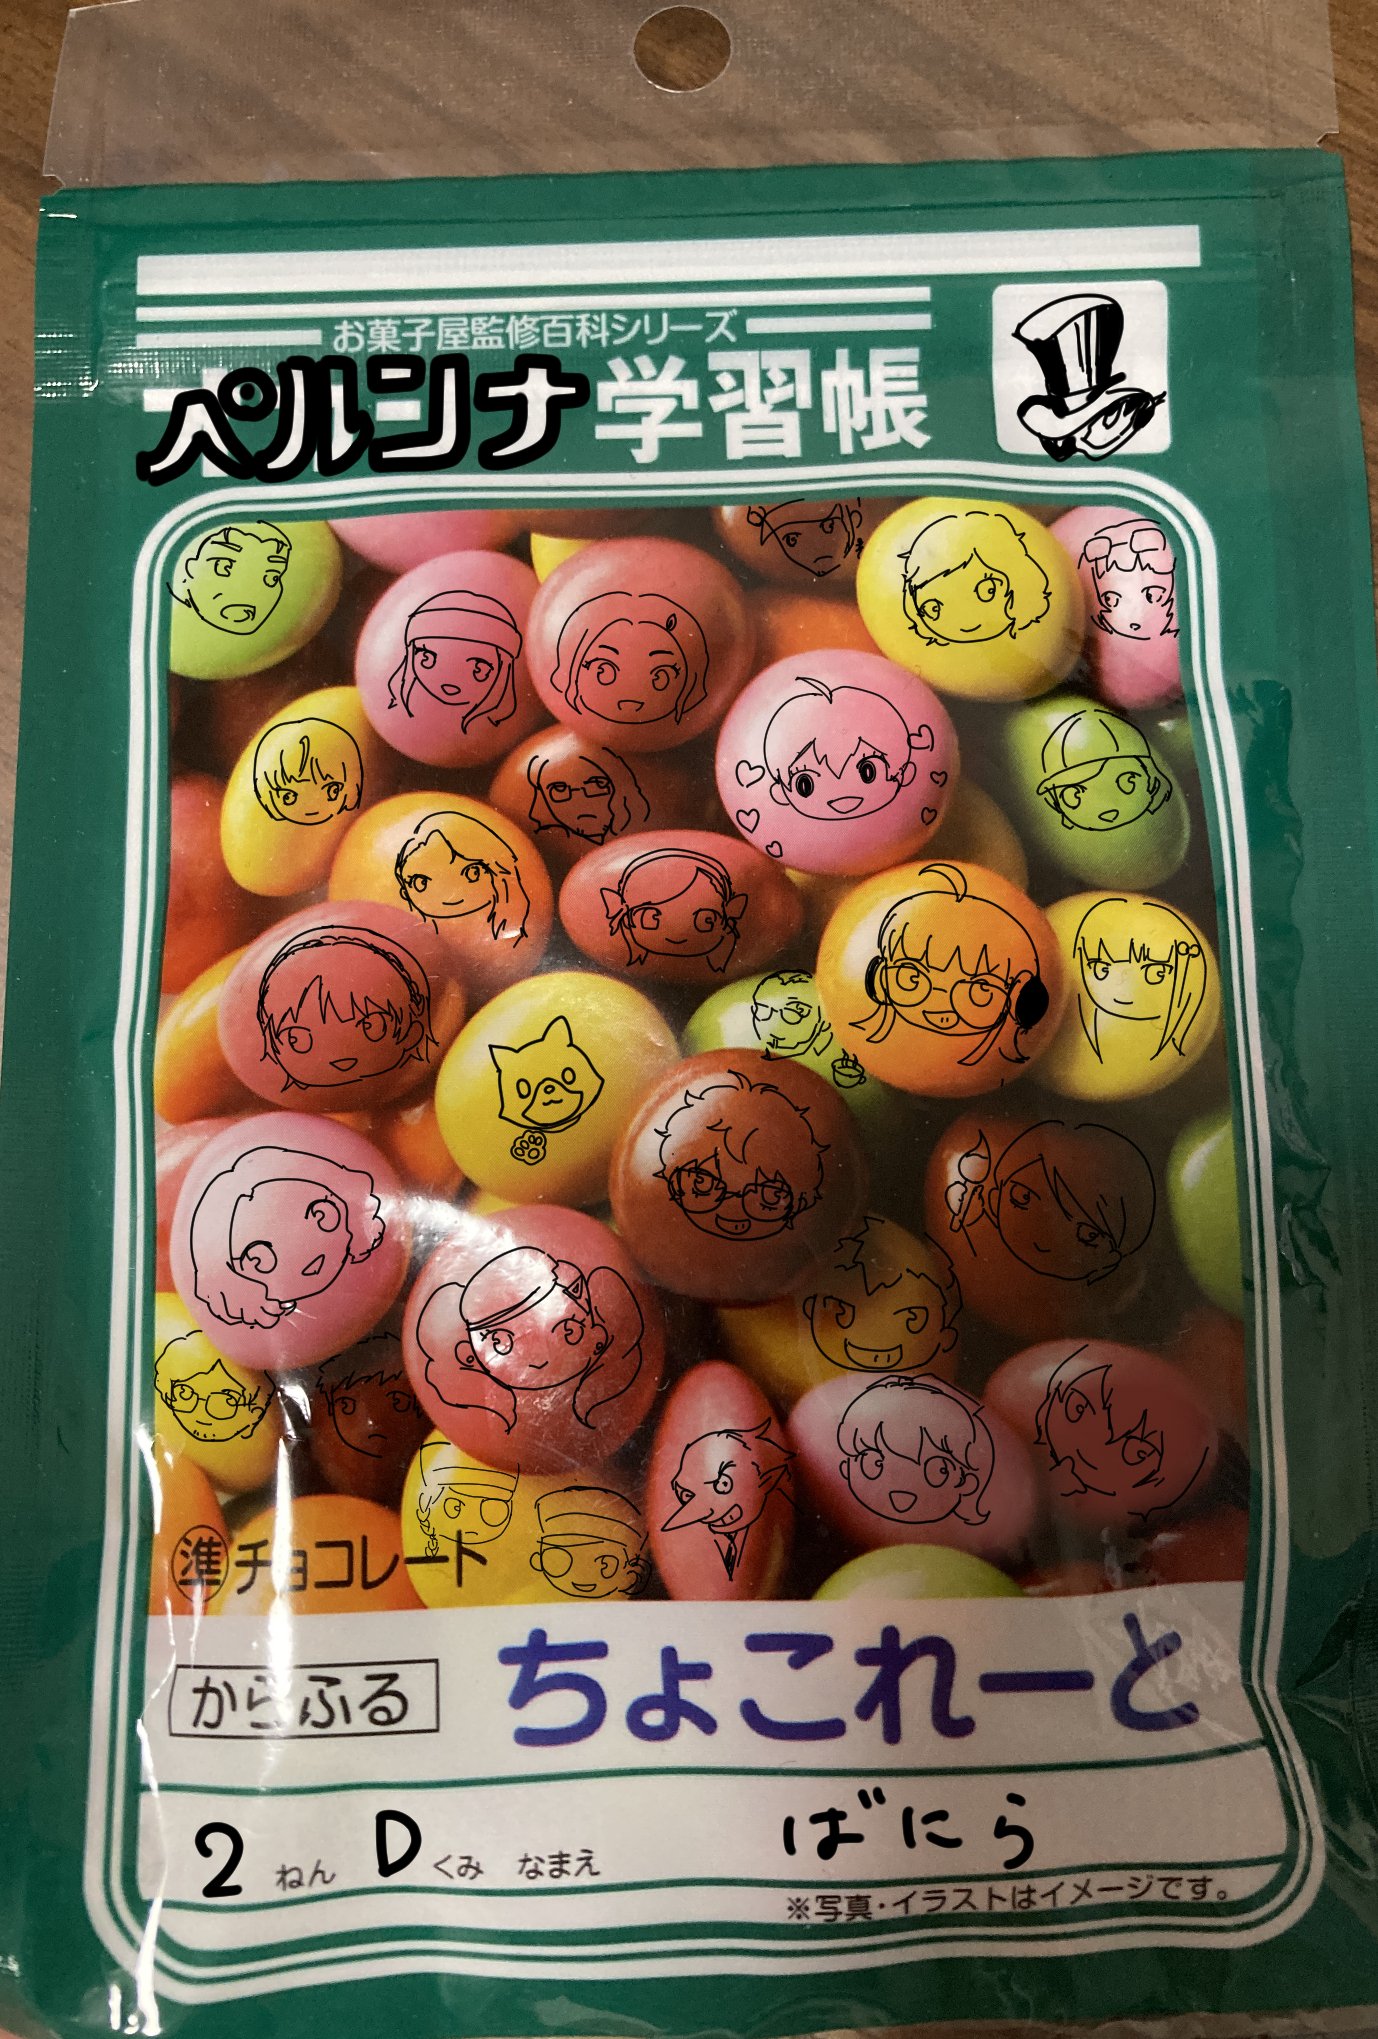 お菓子屋監修百科シリーズ
ペルソナ学習帳
準チョコレート
からふる
ちょこれーと
2ねん Dくみ なまえ ばにら
※写真・イラストはイメージです。